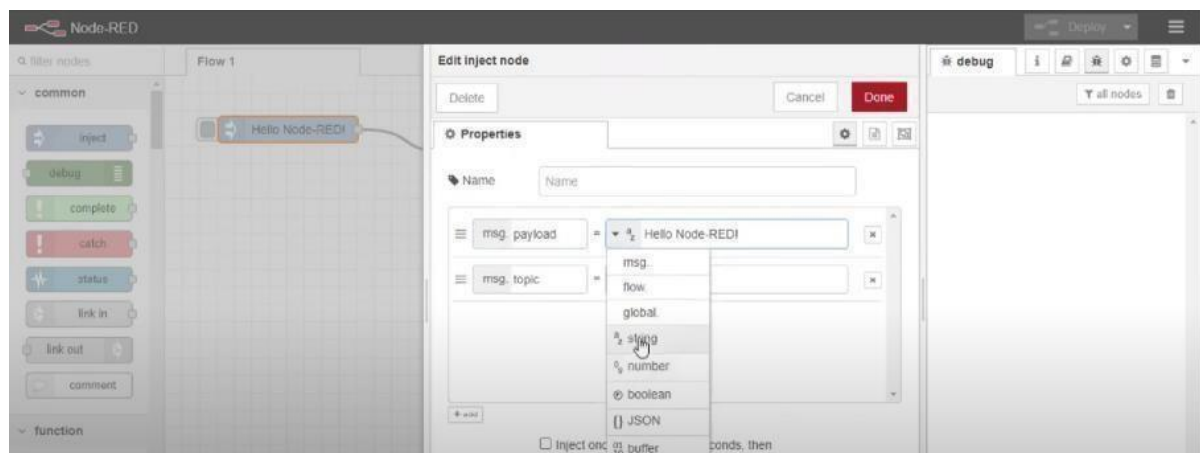 Node-RED
Deploy
filter nodes
Flow 1
Edit inject node
debug
common
Delete
Cancel
Done
all nodes
inject
Hello Node-RED!
Properties
debug
Name
Name
complete
catch
msg. payload
=
Hello Node-RED!
msg.
status
msg. topic
=
flow.
link in
global.
string
link out
number
comment
boolean
add
{} JSON
function
Inject onc
buffer
conds, then